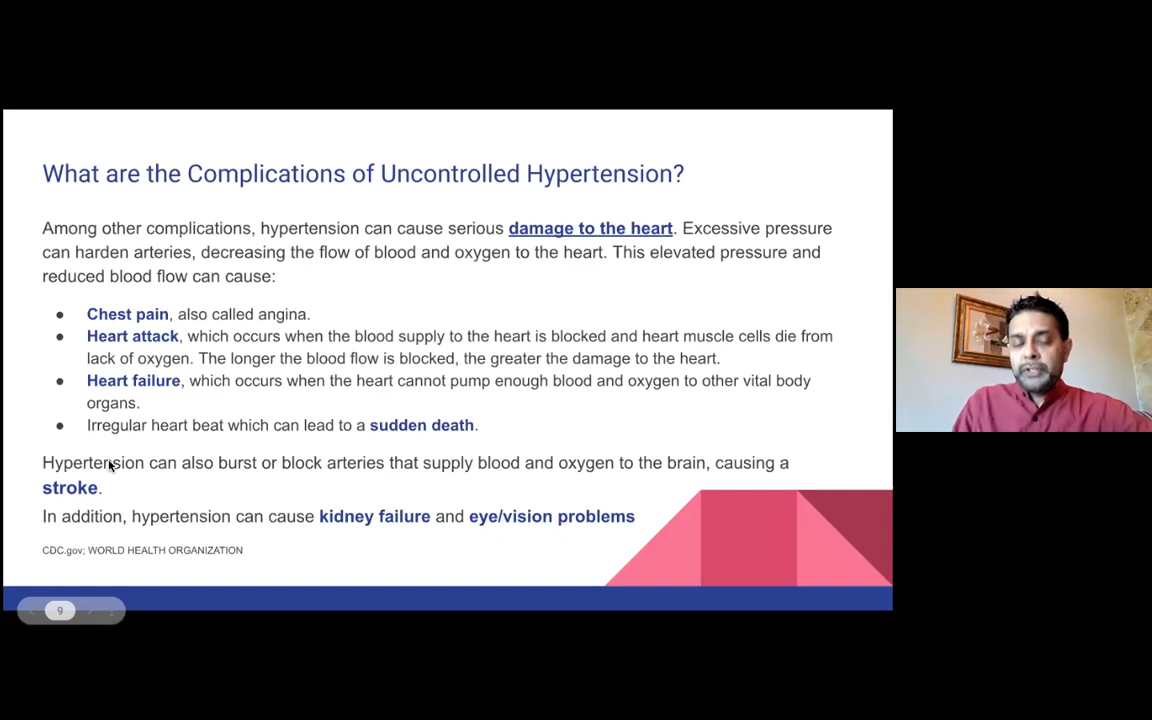 What are the Complications of Uncontrolled Hypertension?
Among other complications, hypertension can cause serious damage to the heart. Excessive pressure
can harden arteries, decreasing the flow of blood and oxygen to the heart. This elevated pressure and
reduced blood flow can cause:
● Chest pain, also called angina.
● Heart attack, which occurs when the blood supply to the heart is blocked and heart muscle cells die from
lack of oxygen. The longer the blood flow is blocked, the greater the damage to the heart.
● Heart failure, which occurs when the heart cannot pump enough blood and oxygen to other vital body
organs.
● Irregular heart beat which can lead to a sudden death.
Hypertension can also burst or block arteries that supply blood and oxygen to the brain, causing a
stroke.
In addition, hypertension can cause kidney failure and eye/vision problems
CDC.gov; WORLD HEALTH ORGANIZATION
9